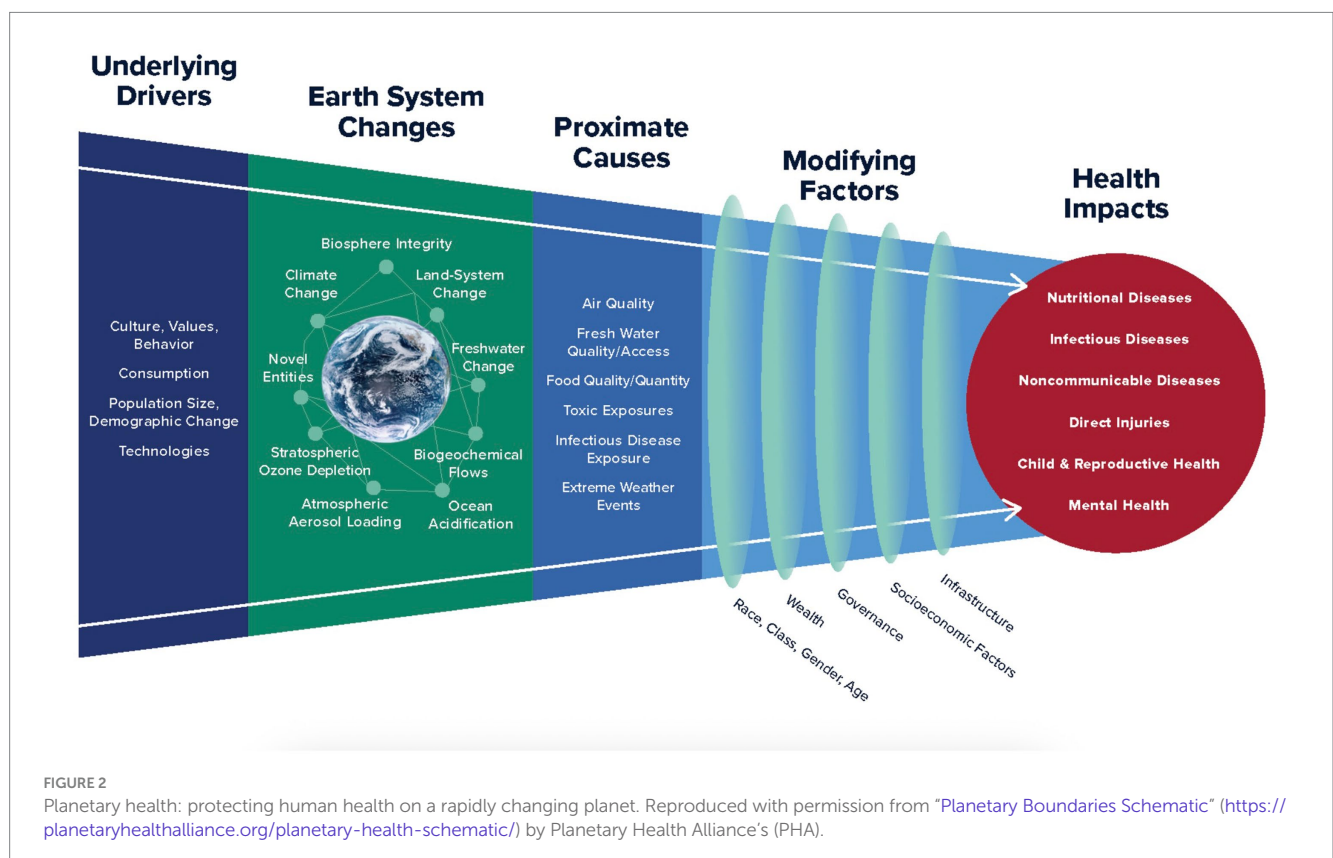 Underlying
Drivers
Earth System
Changes
Proximate
Causes
Modifying
Factors
Health
Impacts
Culture, Values,
Behavior
Consumption
Population Size,
Demographic Change
Technologies
Biosphere Integrity
Climate
Change
Land-System
Change
Novel
Entities
Freshwater
Change
Stratospheric
Ozone Depletion
Biogeochemical
Flows
Atmospheric
Aerosol Loading
Ocean
Acidification
Air Quality
Fresh Water
Quality/Access
Food Quality/Quantity
Toxic Exposures
Infectious Disease
Exposure
Extreme Weather
Events
Race, Class, Gender, Age
Wealth
Governance
Socioeconomic Factors
Infrastructure
Nutritional Diseases
Infectious Diseases
Noncommunicable Diseases
Direct Injuries
Child & Reproductive Health
Mental Health
FIGURE 2
Planetary health: protecting human health on a rapidly changing planet. Reproduced with permission from “Planetary Boundaries Schematic” (https://
planetaryhealthalliance.org/planetary-health-schematic/) by Planetary Health Alliance’s (PHA).